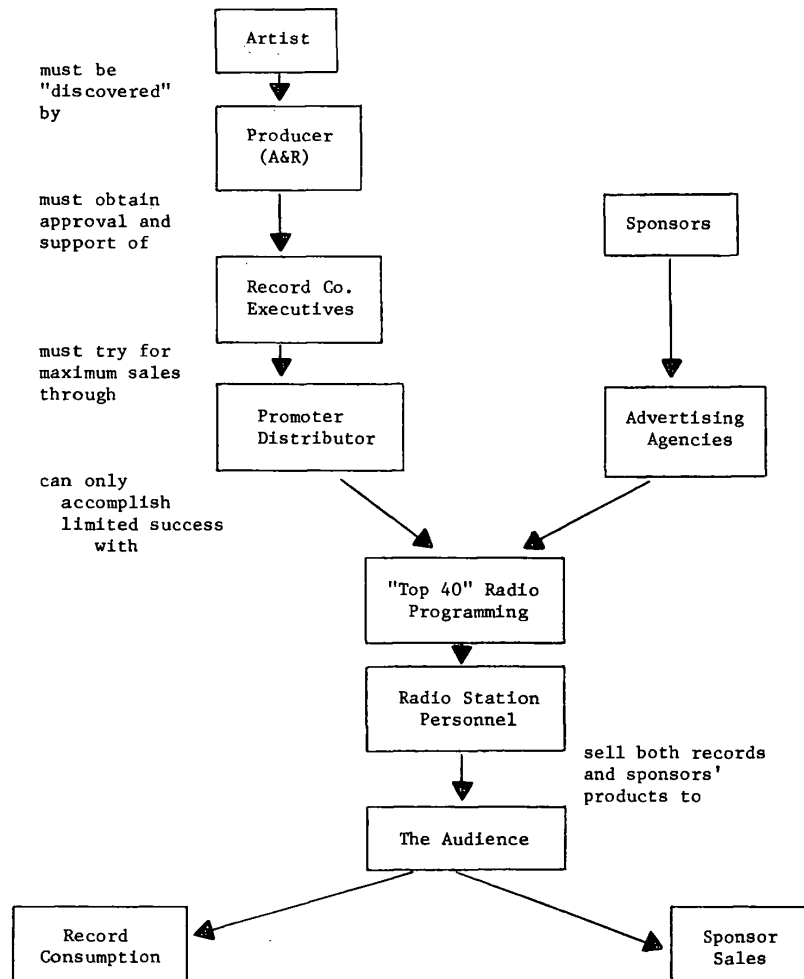 Artist
must be
"discovered"
by
Producer
(A&R)
must obtain
approval and
support of
Sponsors
Record Co.
Executives
must try for
maximum sales
through
Promoter
Distributor
Advertising
Agencies
can only
accomplish
limited success
with
"Top 40" Radio
Programming
Radio Station
Personnel
sell both records
and sponsors'
products to
The Audience
Record
Consumption
Sponsor
Sales